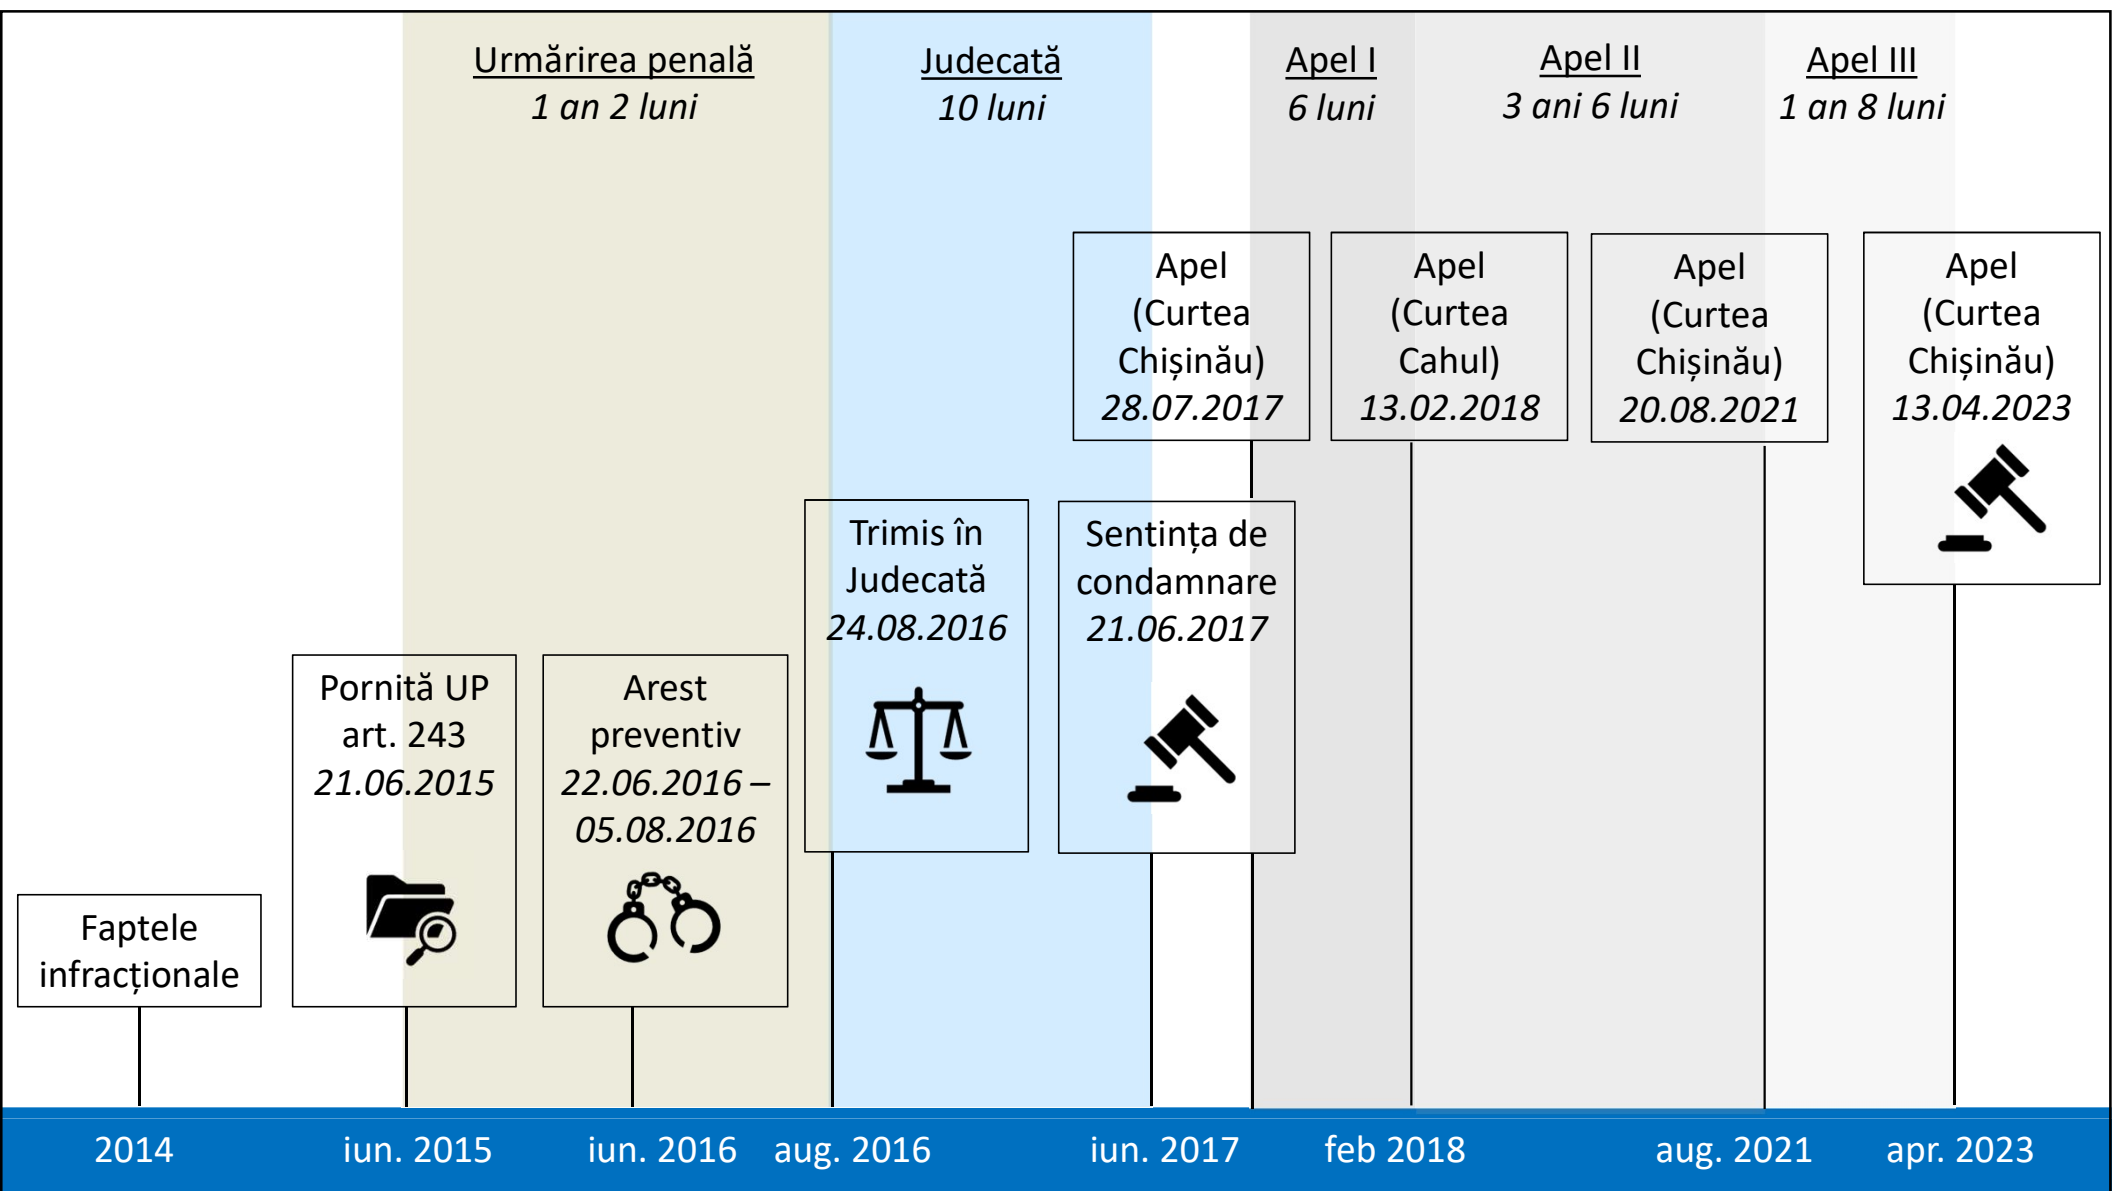 Urmărirea penală
1 an 2 luni
Judecată
10 luni
Apel I
6 luni
Apel II
3 ani 6 luni
Apel III
1 an 8 luni
Apel
(Curtea
Chișinău)
28.07.2017
Apel
(Curtea
Cahul)
13.02.2018
Apel
(Curtea
Chișinău)
20.08.2021
Apel
(Curtea
Chișinău)
13.04.2023
Trimis în
Judecată
24.08.2016
Sentința de
condamnare
21.06.2017
Pornită UP
art. 243
21.06.2015
Arest
preventiv
22.06.2016 –
05.08.2016
Faptele
infracționale
2014
iun. 2015
iun. 2016
aug. 2016
iun. 2017
feb 2018
aug. 2021
apr. 2023